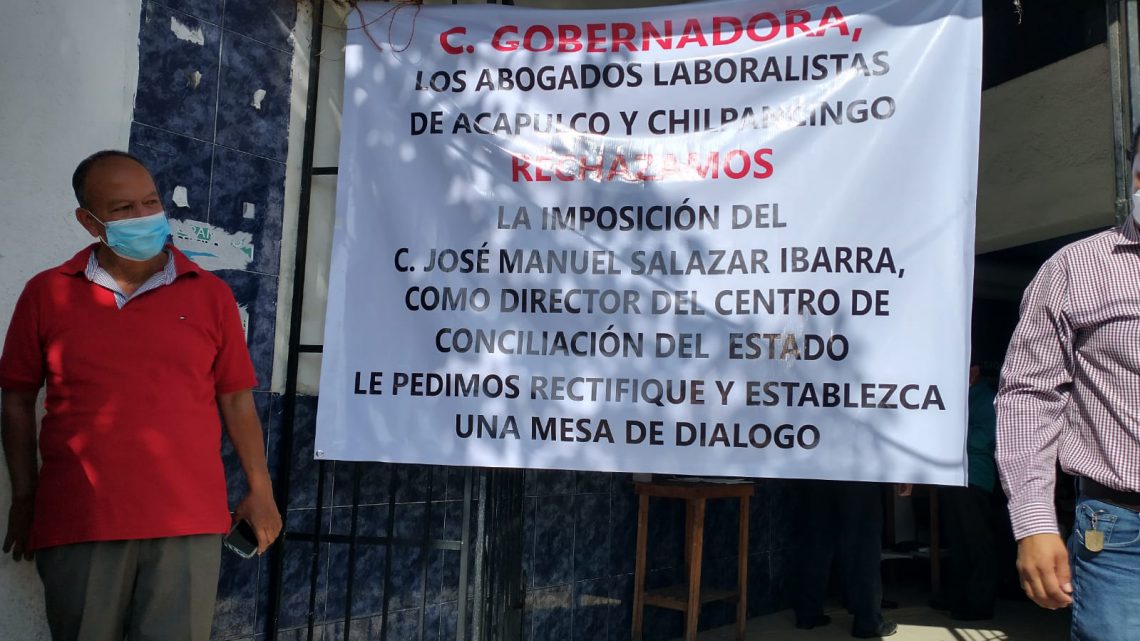 C. GOBERNADORA,
LOS ABOGADOS LABORALISTAS
DE ACAPULCO Y CHILPANCINGO
RECHAZAMOS
LA IMPOSICIÓN DEL
C. JOSÉ MANUEL SALAZAR IBARRA,
COMO DIRECTOR DEL CENTRO DE
CONCILIACIÓN DEL ESTADO
LE PEDIMOS RECTIFIQUE Y ESTABLEZCA
UNA MESA DE DIALOGO